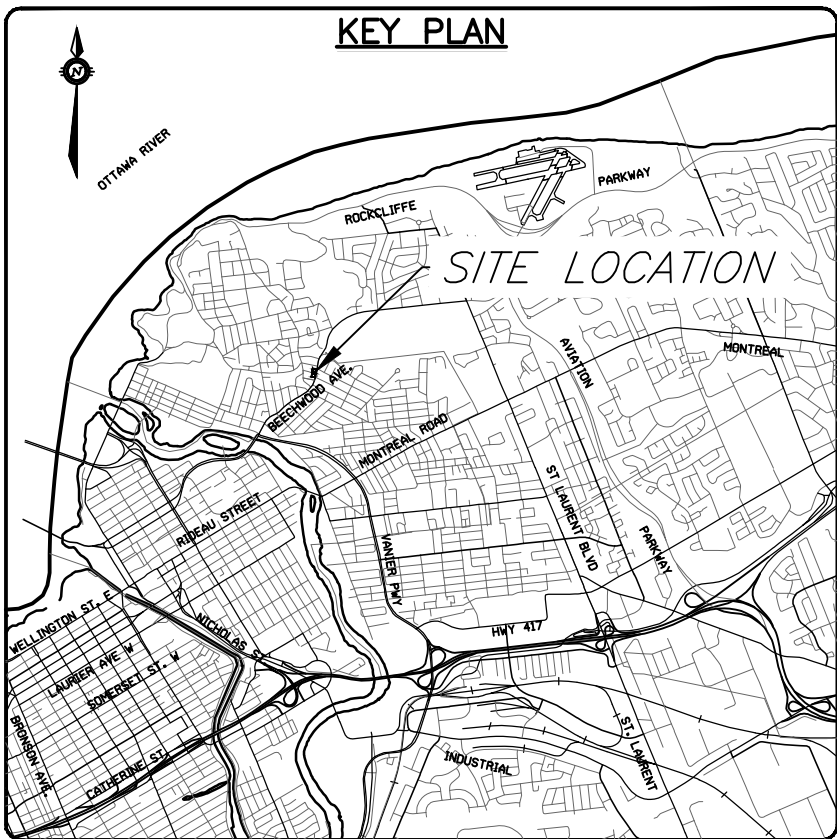 KEY PLAN
N
OTTAWA RIVER
PARKWAY
ROCKCLIFFE
SITE LOCATION
AVIATION
MONTREAL
BEECHWOOD AVE.
MONTREAL ROAD
ST LAURENT BLVD
RIDEAU STREET
PARKWAY
VANIER PWY
WELLINGTON ST.
NICHOLAS
HWY 417
LAURIER AVE W
SOMERSET ST. W
BRONSON AVE.
CATHERINE ST.
ST. LAURENT
INDUSTRIAL